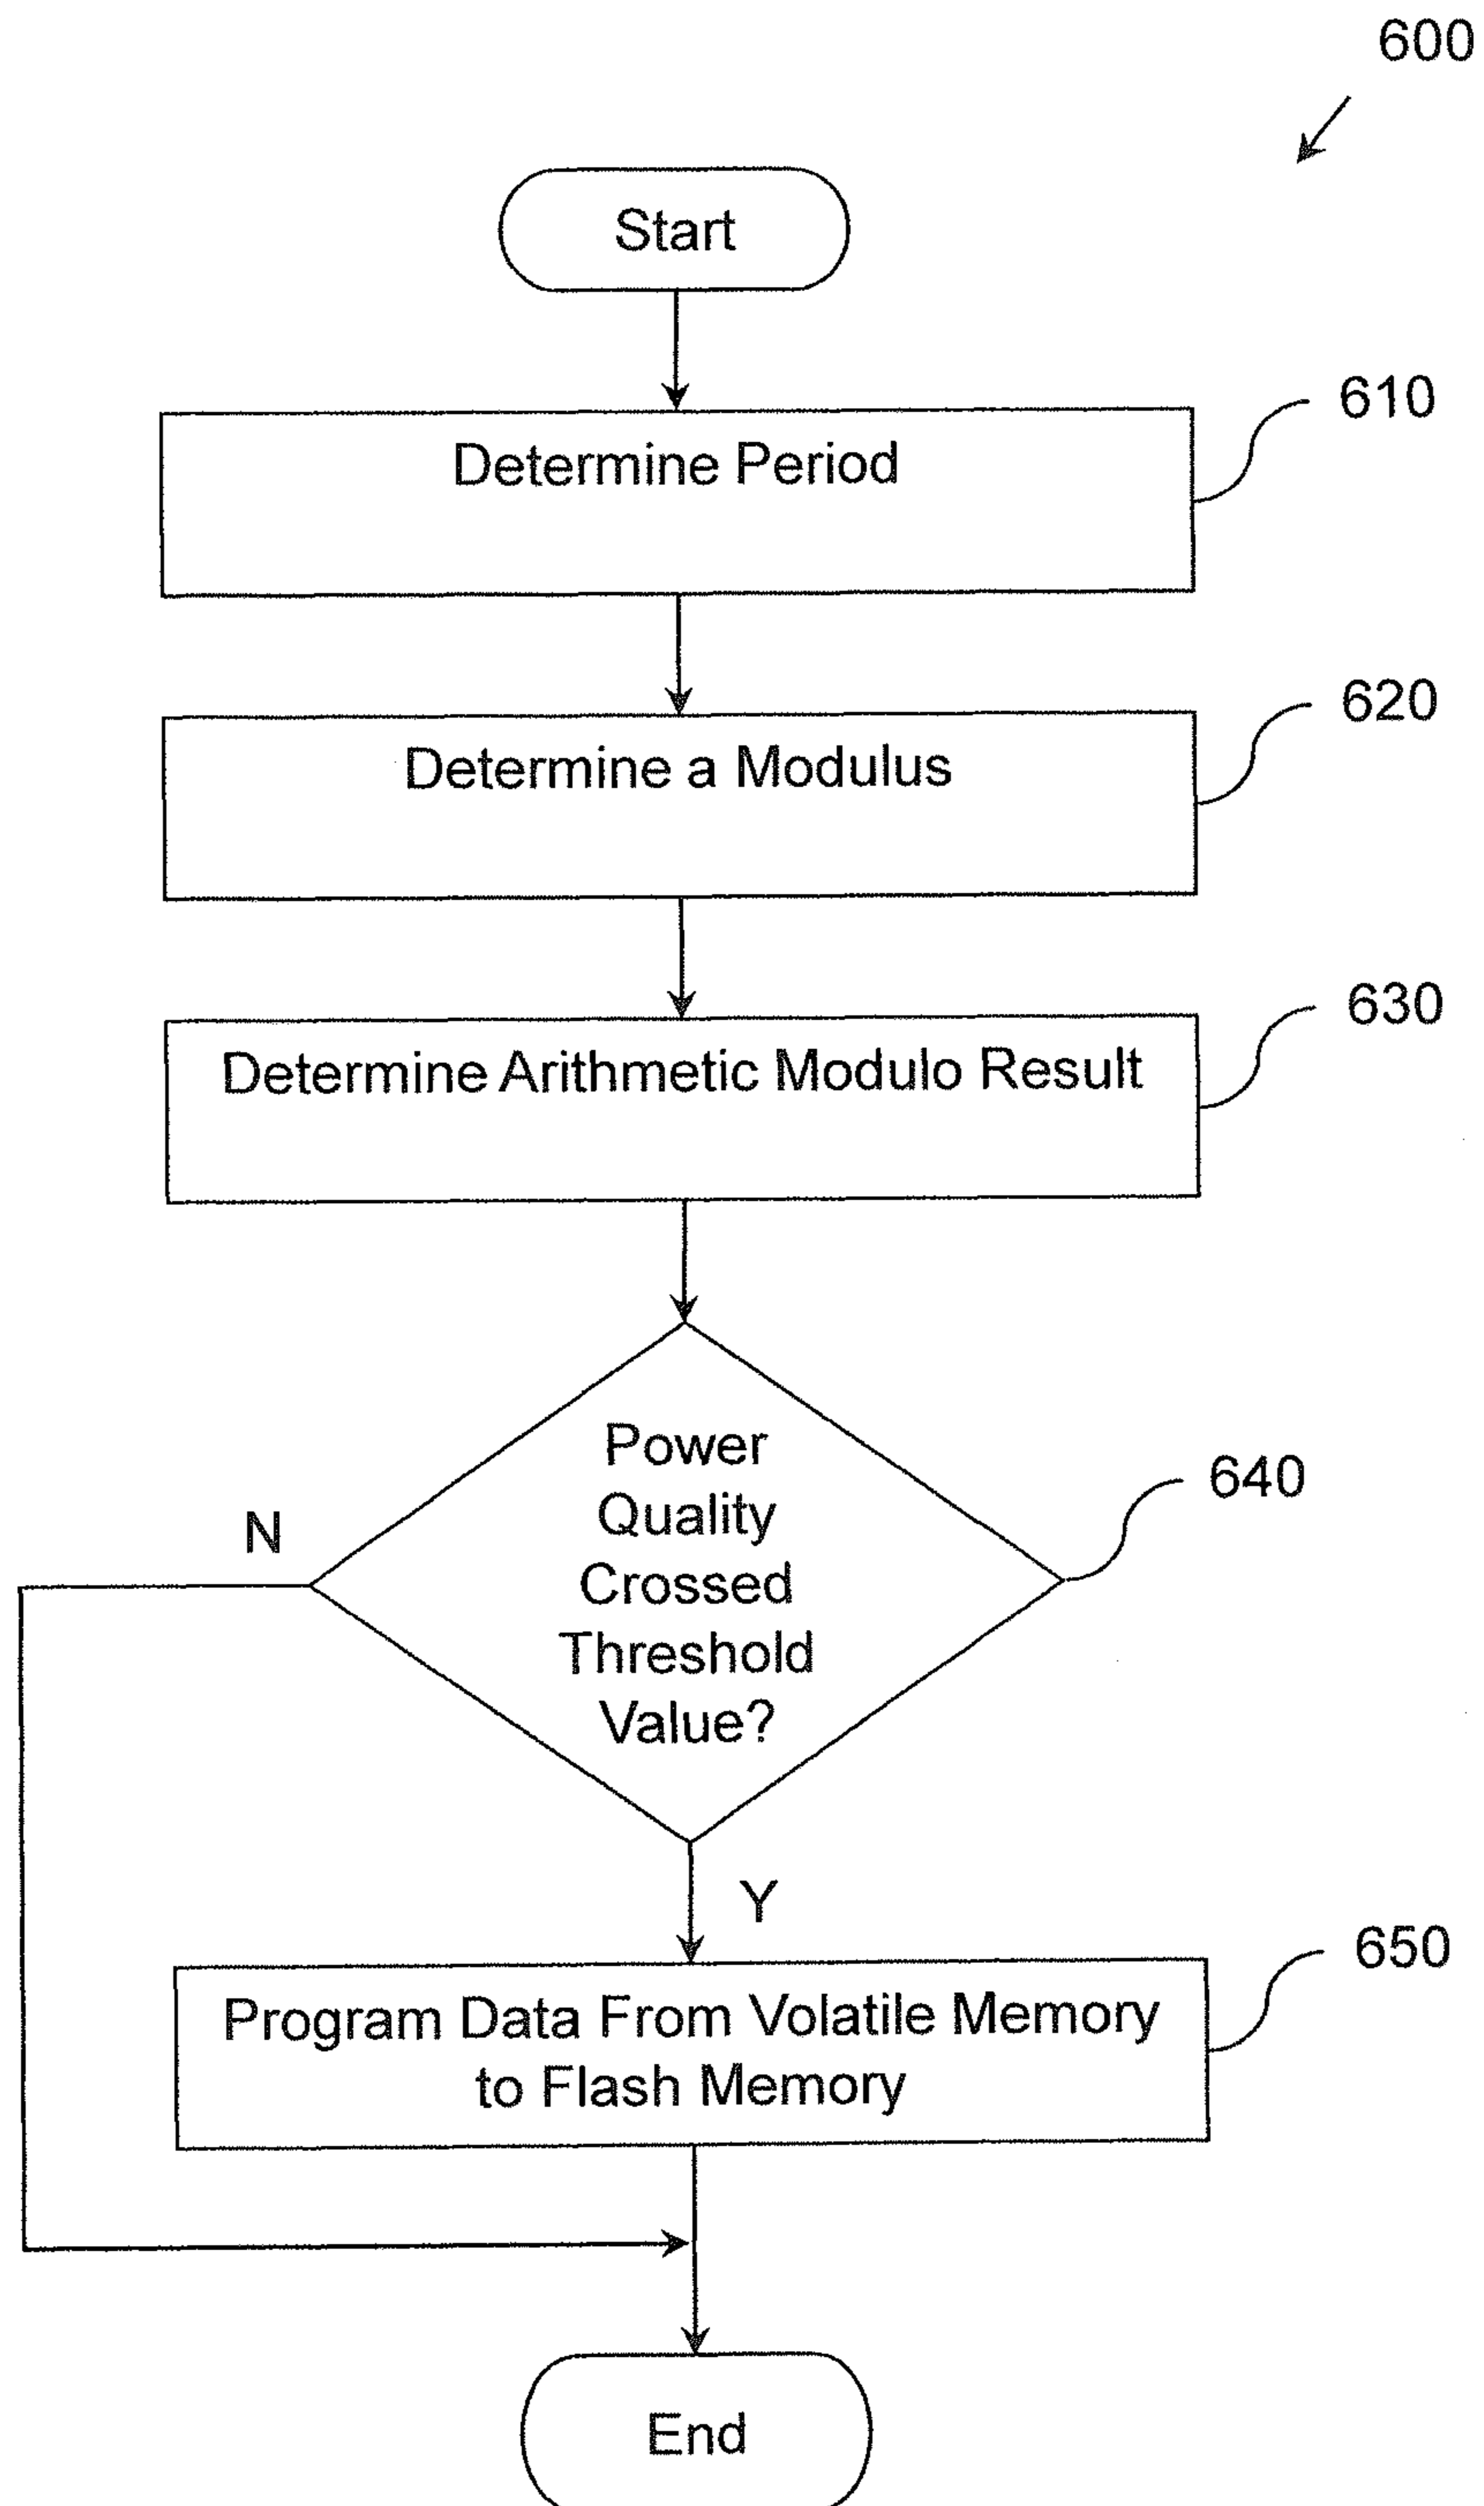 600
Start
610
Determine Period
620
Determine a Modulus
630
Determine Arithmetic Modulo Result
Power
Quality
Crossed
Threshold
Value?
640
N
Y
650
Program Data From Volatile Memory
to Flash Memory
End